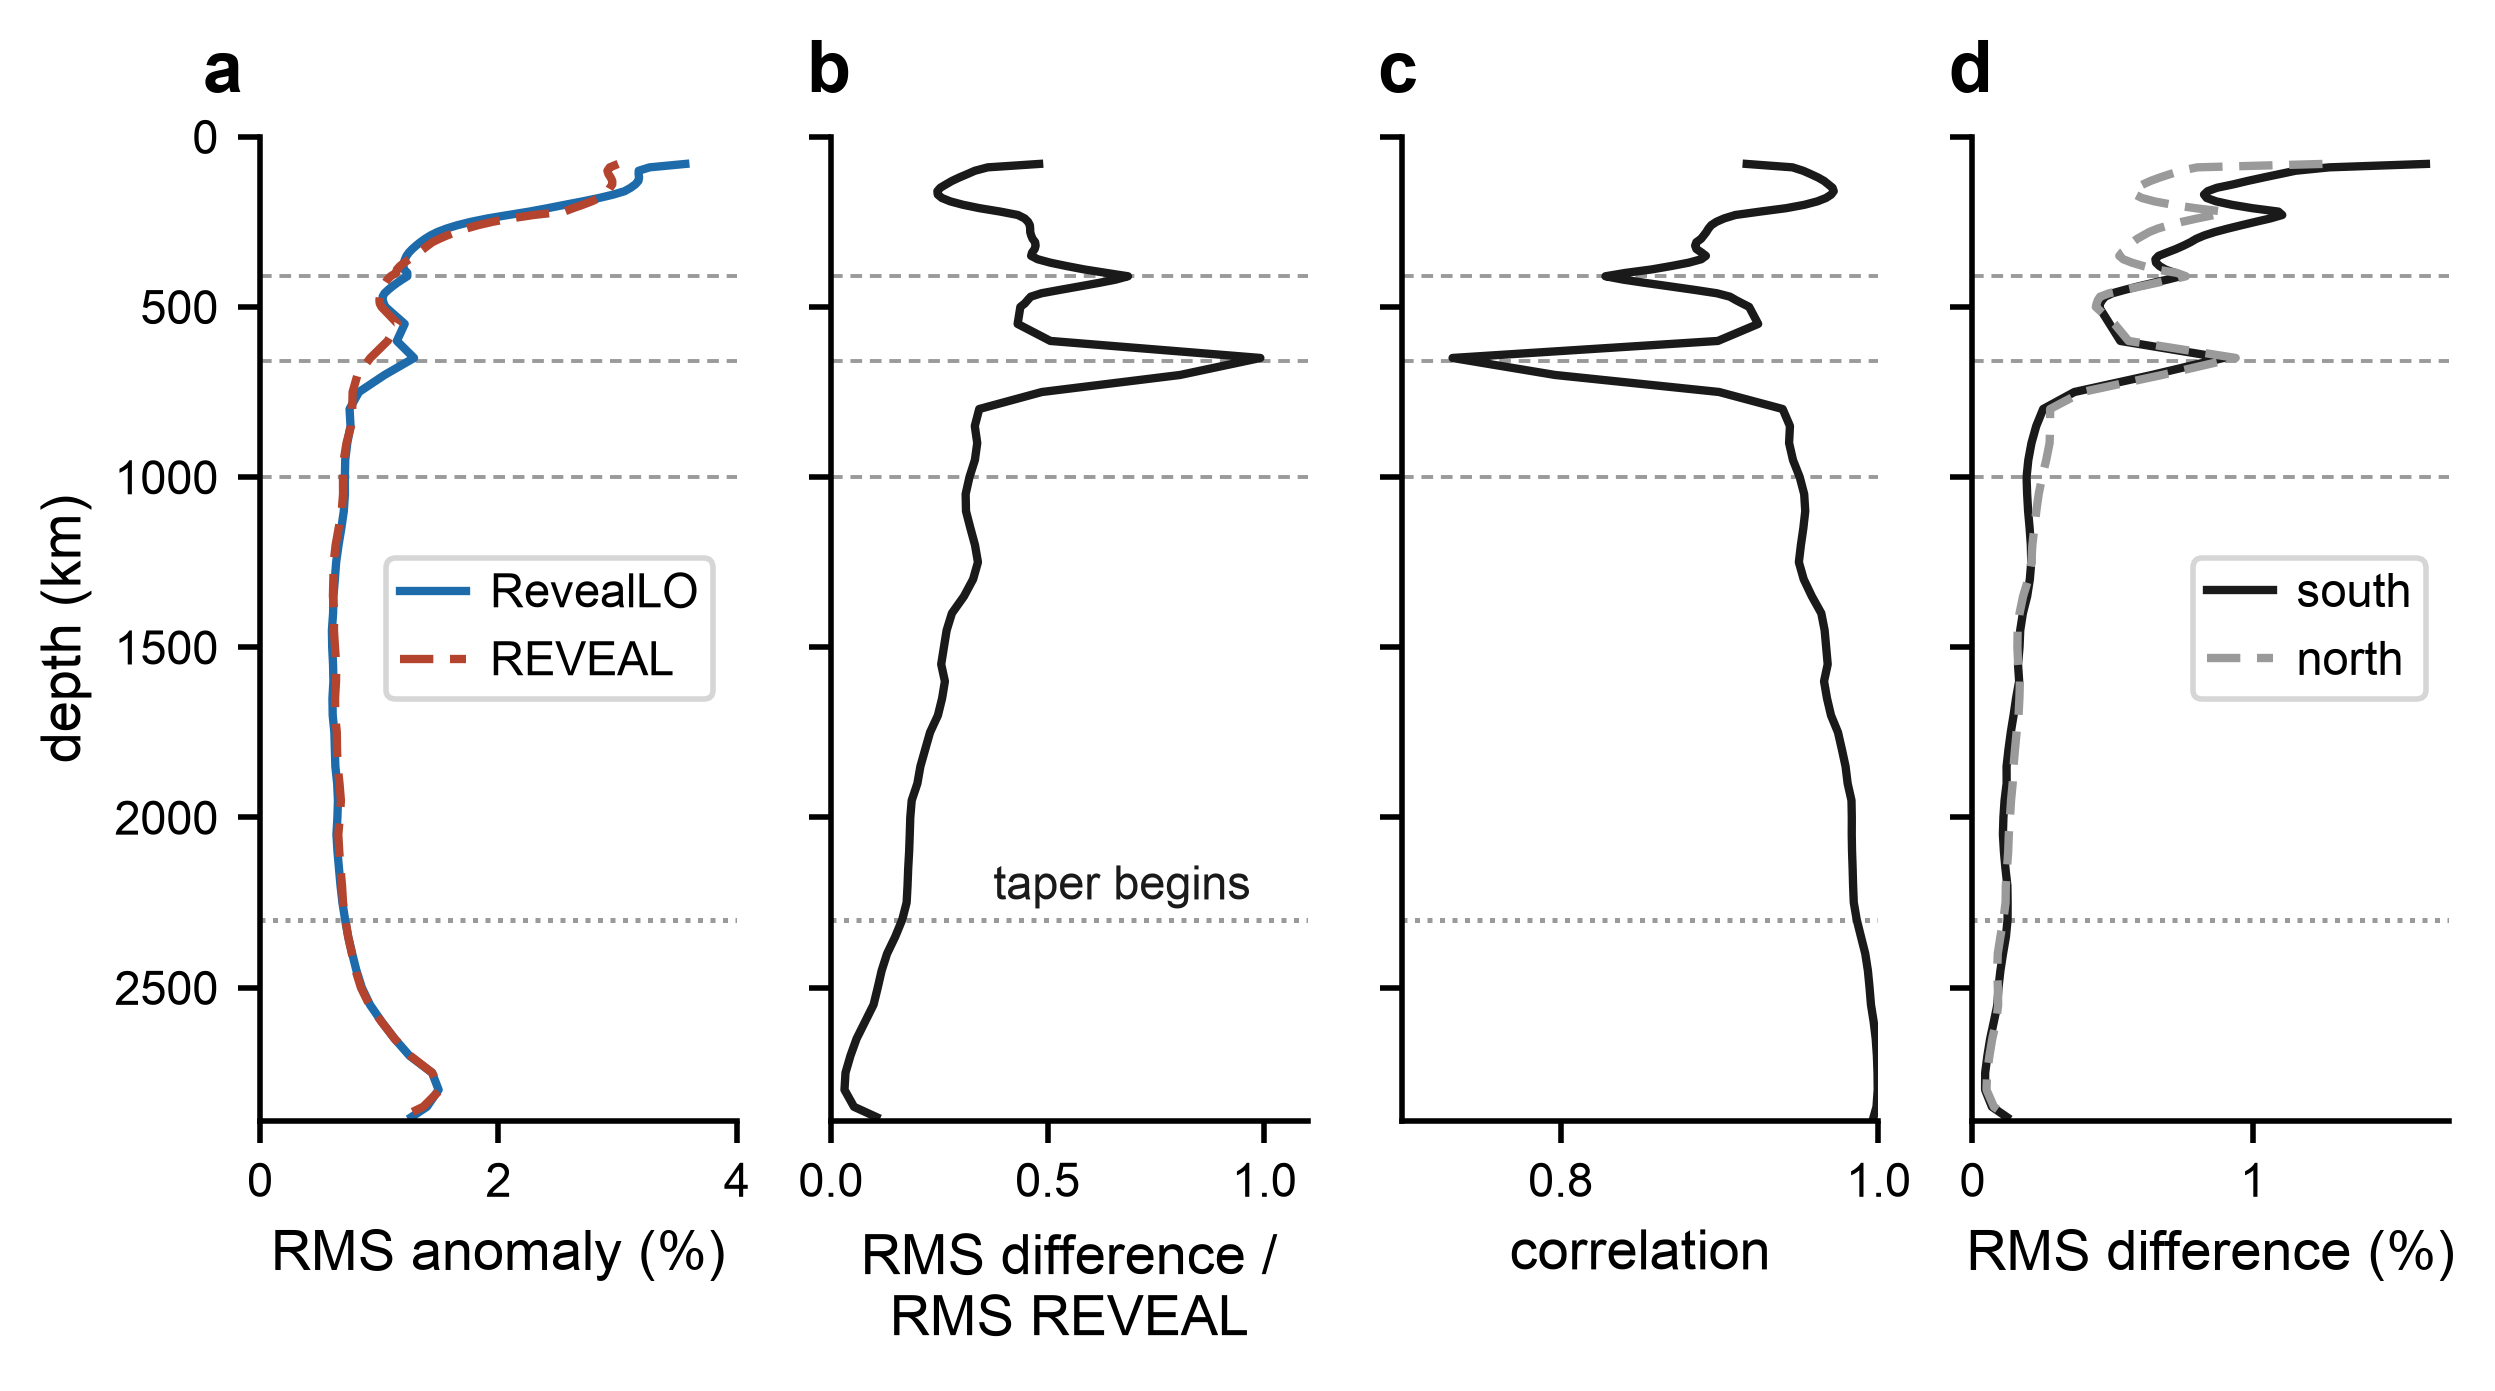 a
b
c
d
0
500
1000
1500
2000
2500
depth (km)
RevealLO
REVEAL
taper begins
south
north
0
2
4
0.0
0.5
1.0
0.8
1.0
0
1
RMS anomaly (%)
RMS difference /
RMS REVEAL
correlation
RMS difference (%)